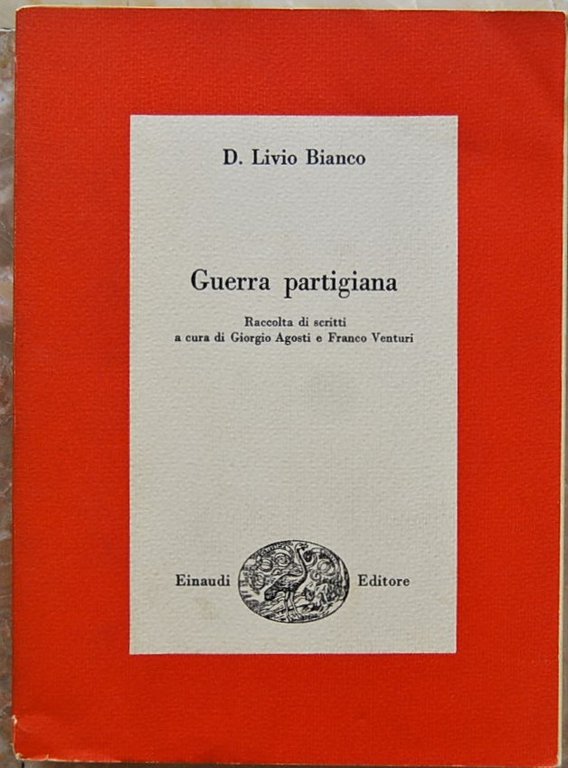 D. Livio Bianco
Guerra partigiana
Raccolta di scritti
a cura di Giorgio Agosti e Franco Venturi
Einaudi Editore